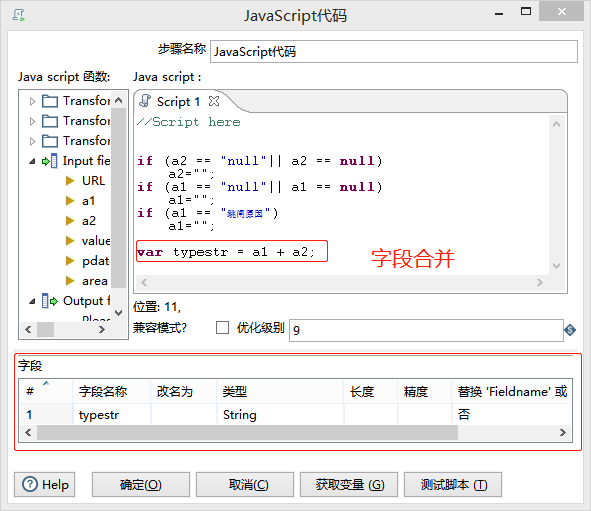 JavaScript代码
步骤名称 JavaScript代码
Java script 函数:
Java script :
Transform
Transform
Transform
Input fie
URL
a1
a2
value
pdate
area
Output f
Script 1
//Script here
if (a2 == "null"|| a2 == null)
a2="";
if (a1 == "null"|| a1 == null)
a1="";
if (a1 == "跳闸原因")
a1="";
var typestr = a1 + a2;
字段合并
位置: 11,
兼容模式? 优化级别 9
字段
# 字段名称 改名为 类型 长度 精度 替换 'Fieldname' 或
1 typestr String 否
Help 确定(O) 取消(C) 获取变量 (G) 测试脚本 (T)